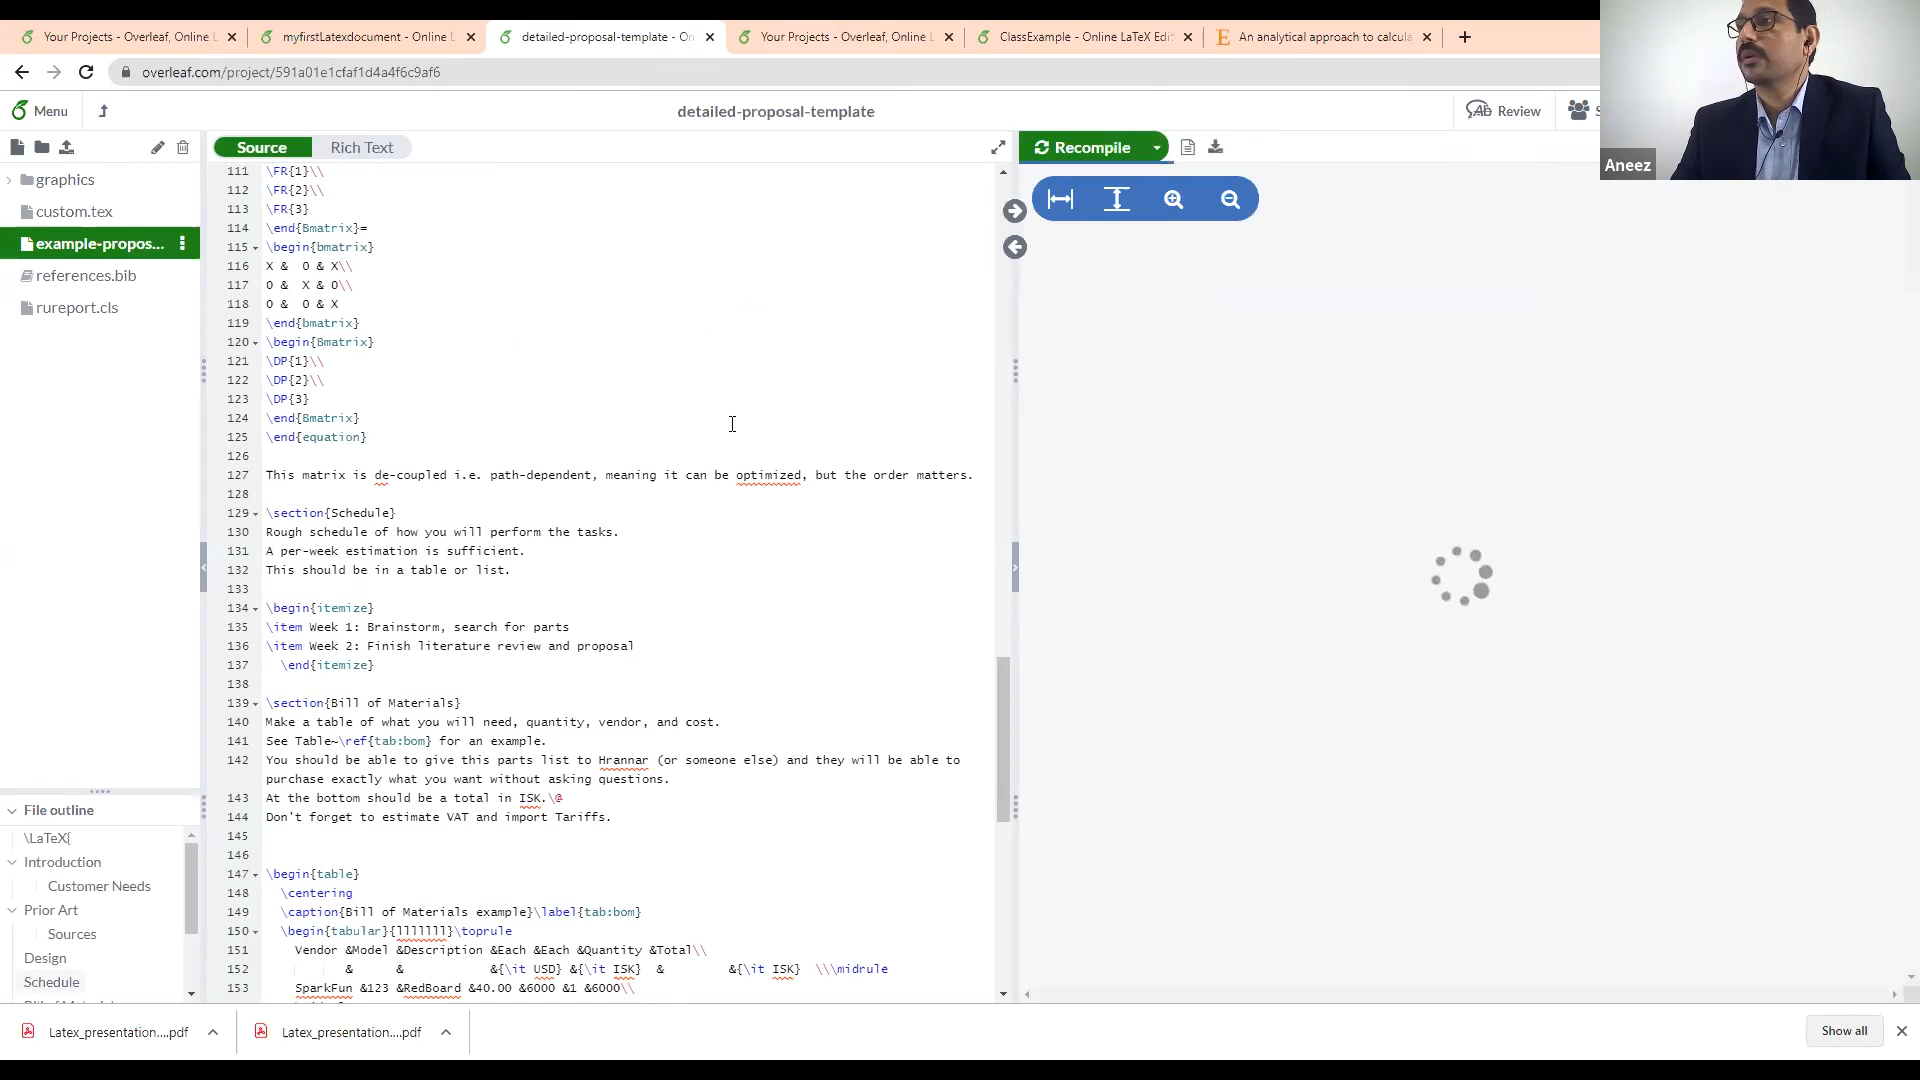 Your Projects - Overleaf, Online L
myfirstLatexdocument - Online L
detailed-proposal-template - On
Your Projects - Overleaf, Online L
ClassExample - Online LaTeX Edit
An analytical approach to calcula
overleaf.com/project/591a01e1cfaf1d4a4f6c9af6
Menu
detailed-proposal-template
Review
S
Aneez
Source
Rich Text
Recompile
graphics
custom.tex
example-propos...
references.bib
rureport.cls
111 \FR{1}\\
112 \FR{2}\\
113 \FR{3}
114 \end{Bmatrix}=
115 \begin{bmatrix}
116 X & O & X\\
117 O & X & O\\
118 O & O & X
119 \end{bmatrix}
120 \begin{Bmatrix}
121 \DP{1}\\
122 \DP{2}\\
123 \DP{3}
124 \end{Bmatrix}
125 \end{equation}
126
127 This matrix is de-coupled i.e. path-dependent, meaning it can be optimized, but the order matters.
128
129 \section{Schedule}
130 Rough schedule of how you will perform the tasks.
131 A per-week estimation is sufficient.
132 This should be in a table or list.
133
134 \begin{itemize}
135 \item Week 1: Brainstorm, search for parts
136 \item Week 2: Finish literature review and proposal
137 \end{itemize}
138
139 \section{Bill of Materials}
140 Make a table of what you will need, quantity, vendor, and cost.
141 See Table~\ref{tab:bom} for an example.
142 You should be able to give this parts list to Hrannar (or someone else) and they will be able to
purchase exactly what you want without asking questions.
143 At the bottom should be a total in ISK.\@
144 Don't forget to estimate VAT and import Tariffs.
145
146
147 \begin{table}
148 \centering
149 \caption{Bill of Materials example}\label{tab:bom}
150 \begin{tabular}{lllllll}\toprule
151 Vendor &Model &Description &Each &Each &Quantity &Total\\
152 & & &{\it USD} &{\it ISK} & &{\it ISK} \\\midrule
153 SparkFun &123 &RedBoard &40.00 &6000 &1 &6000\\
File outline
\LaTeX{
Introduction
Customer Needs
Prior Art
Sources
Design
Schedule
Latex_presentation....pdf
Latex_presentation....pdf
Show all